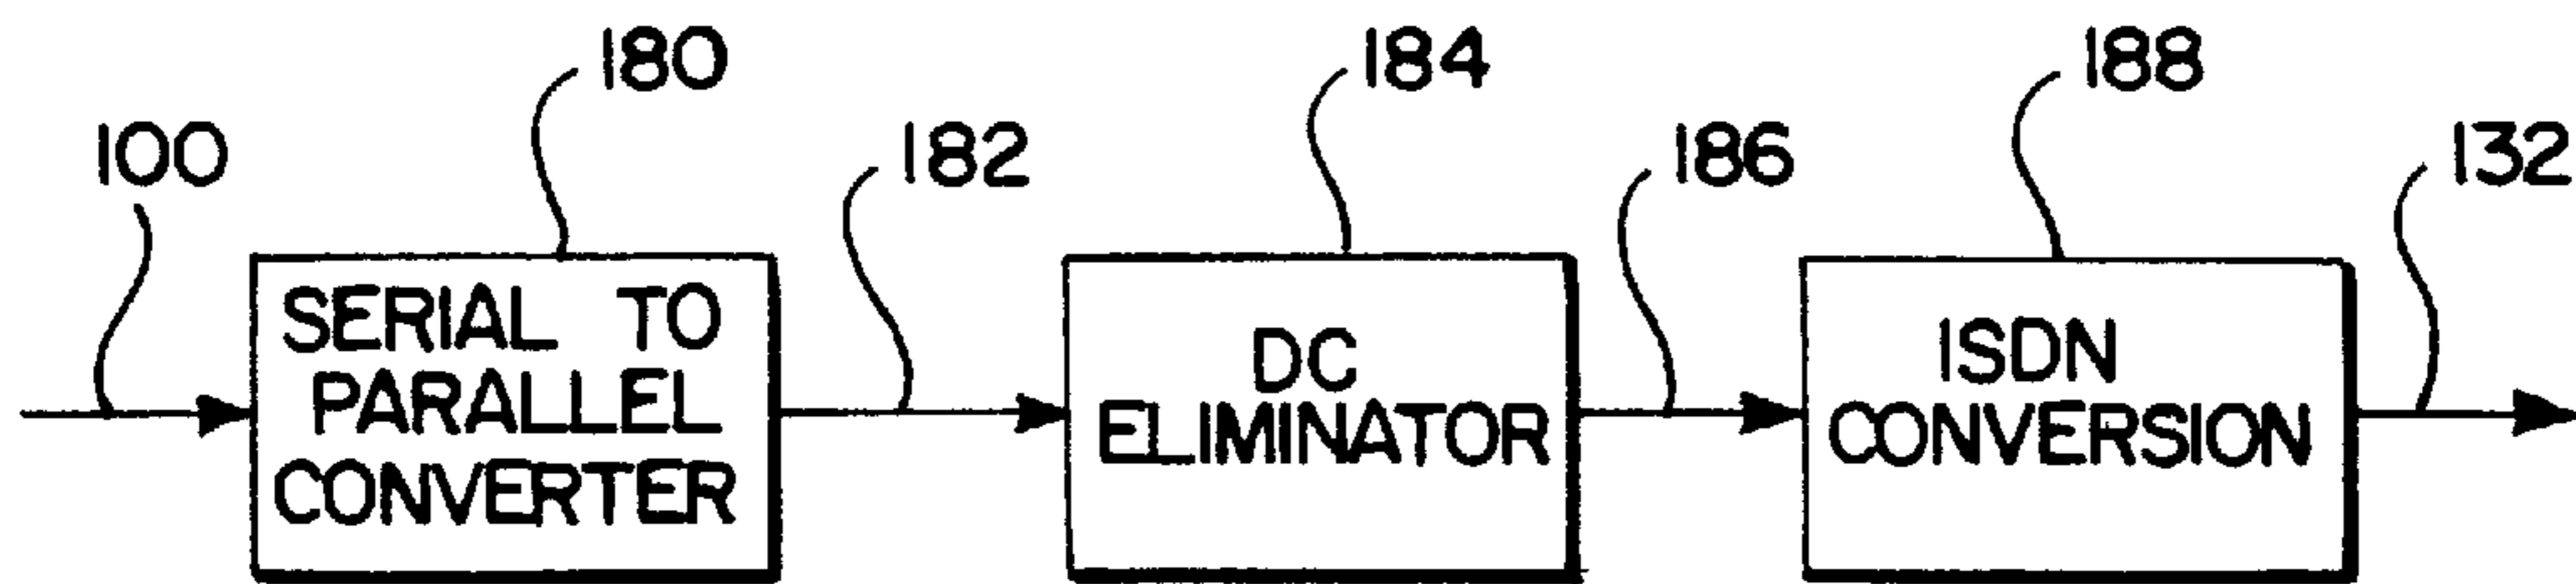 180
184
188
100
182
186
132
SERIAL TO
PARALLEL
CONVERTER
DC
ELIMINATOR
ISDN
CONVERSION